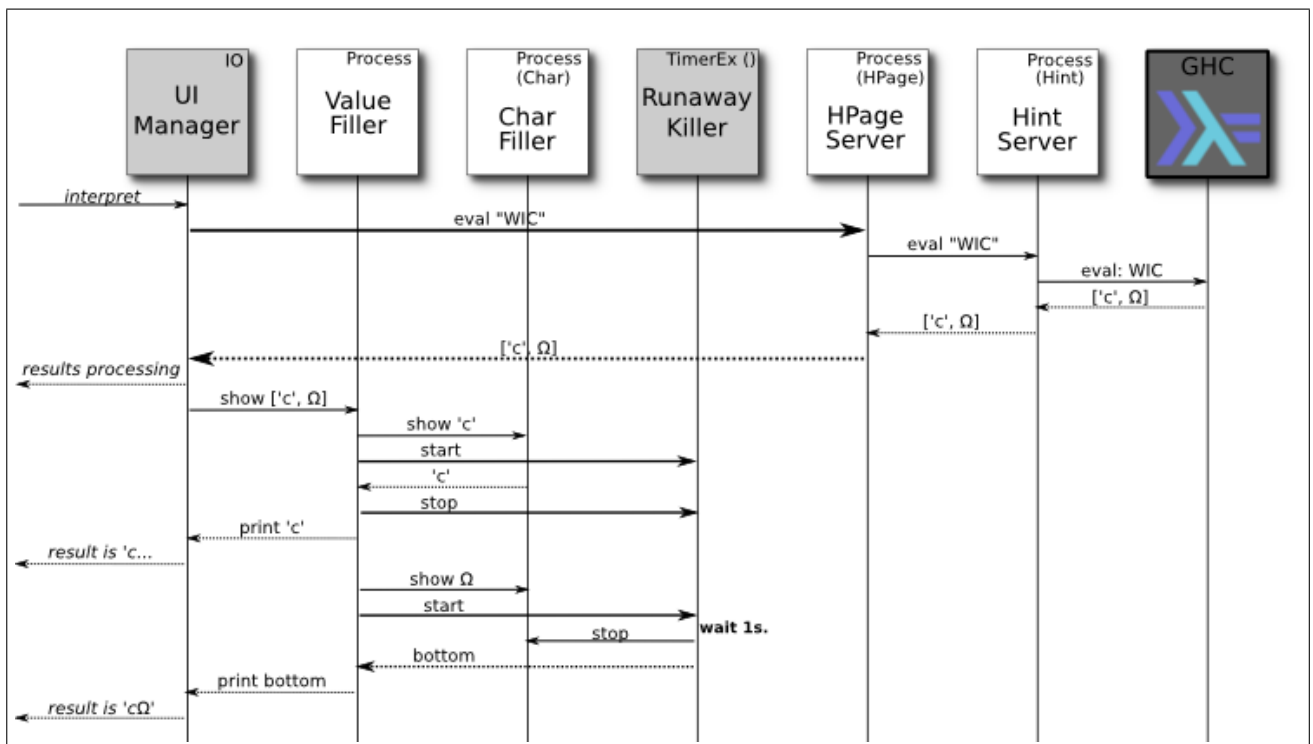 IO
UI
Manager
Process
Value
Filler
Process
(Char)
Char
Filler
TimerEx ()
Runaway
Killer
Process
(HPage)
HPage
Server
Process
(Hint)
Hint
Server
GHC
interpret
eval "WIC"
eval "WIC"
eval: WIC
['c', Ω]
['c', Ω]
['c', Ω]
results processing
show ['c', Ω]
show 'c'
start
'c'
stop
print 'c'
result is 'c...
show Ω
start
wait 1s.
stop
bottom
print bottom
result is 'cΩ'